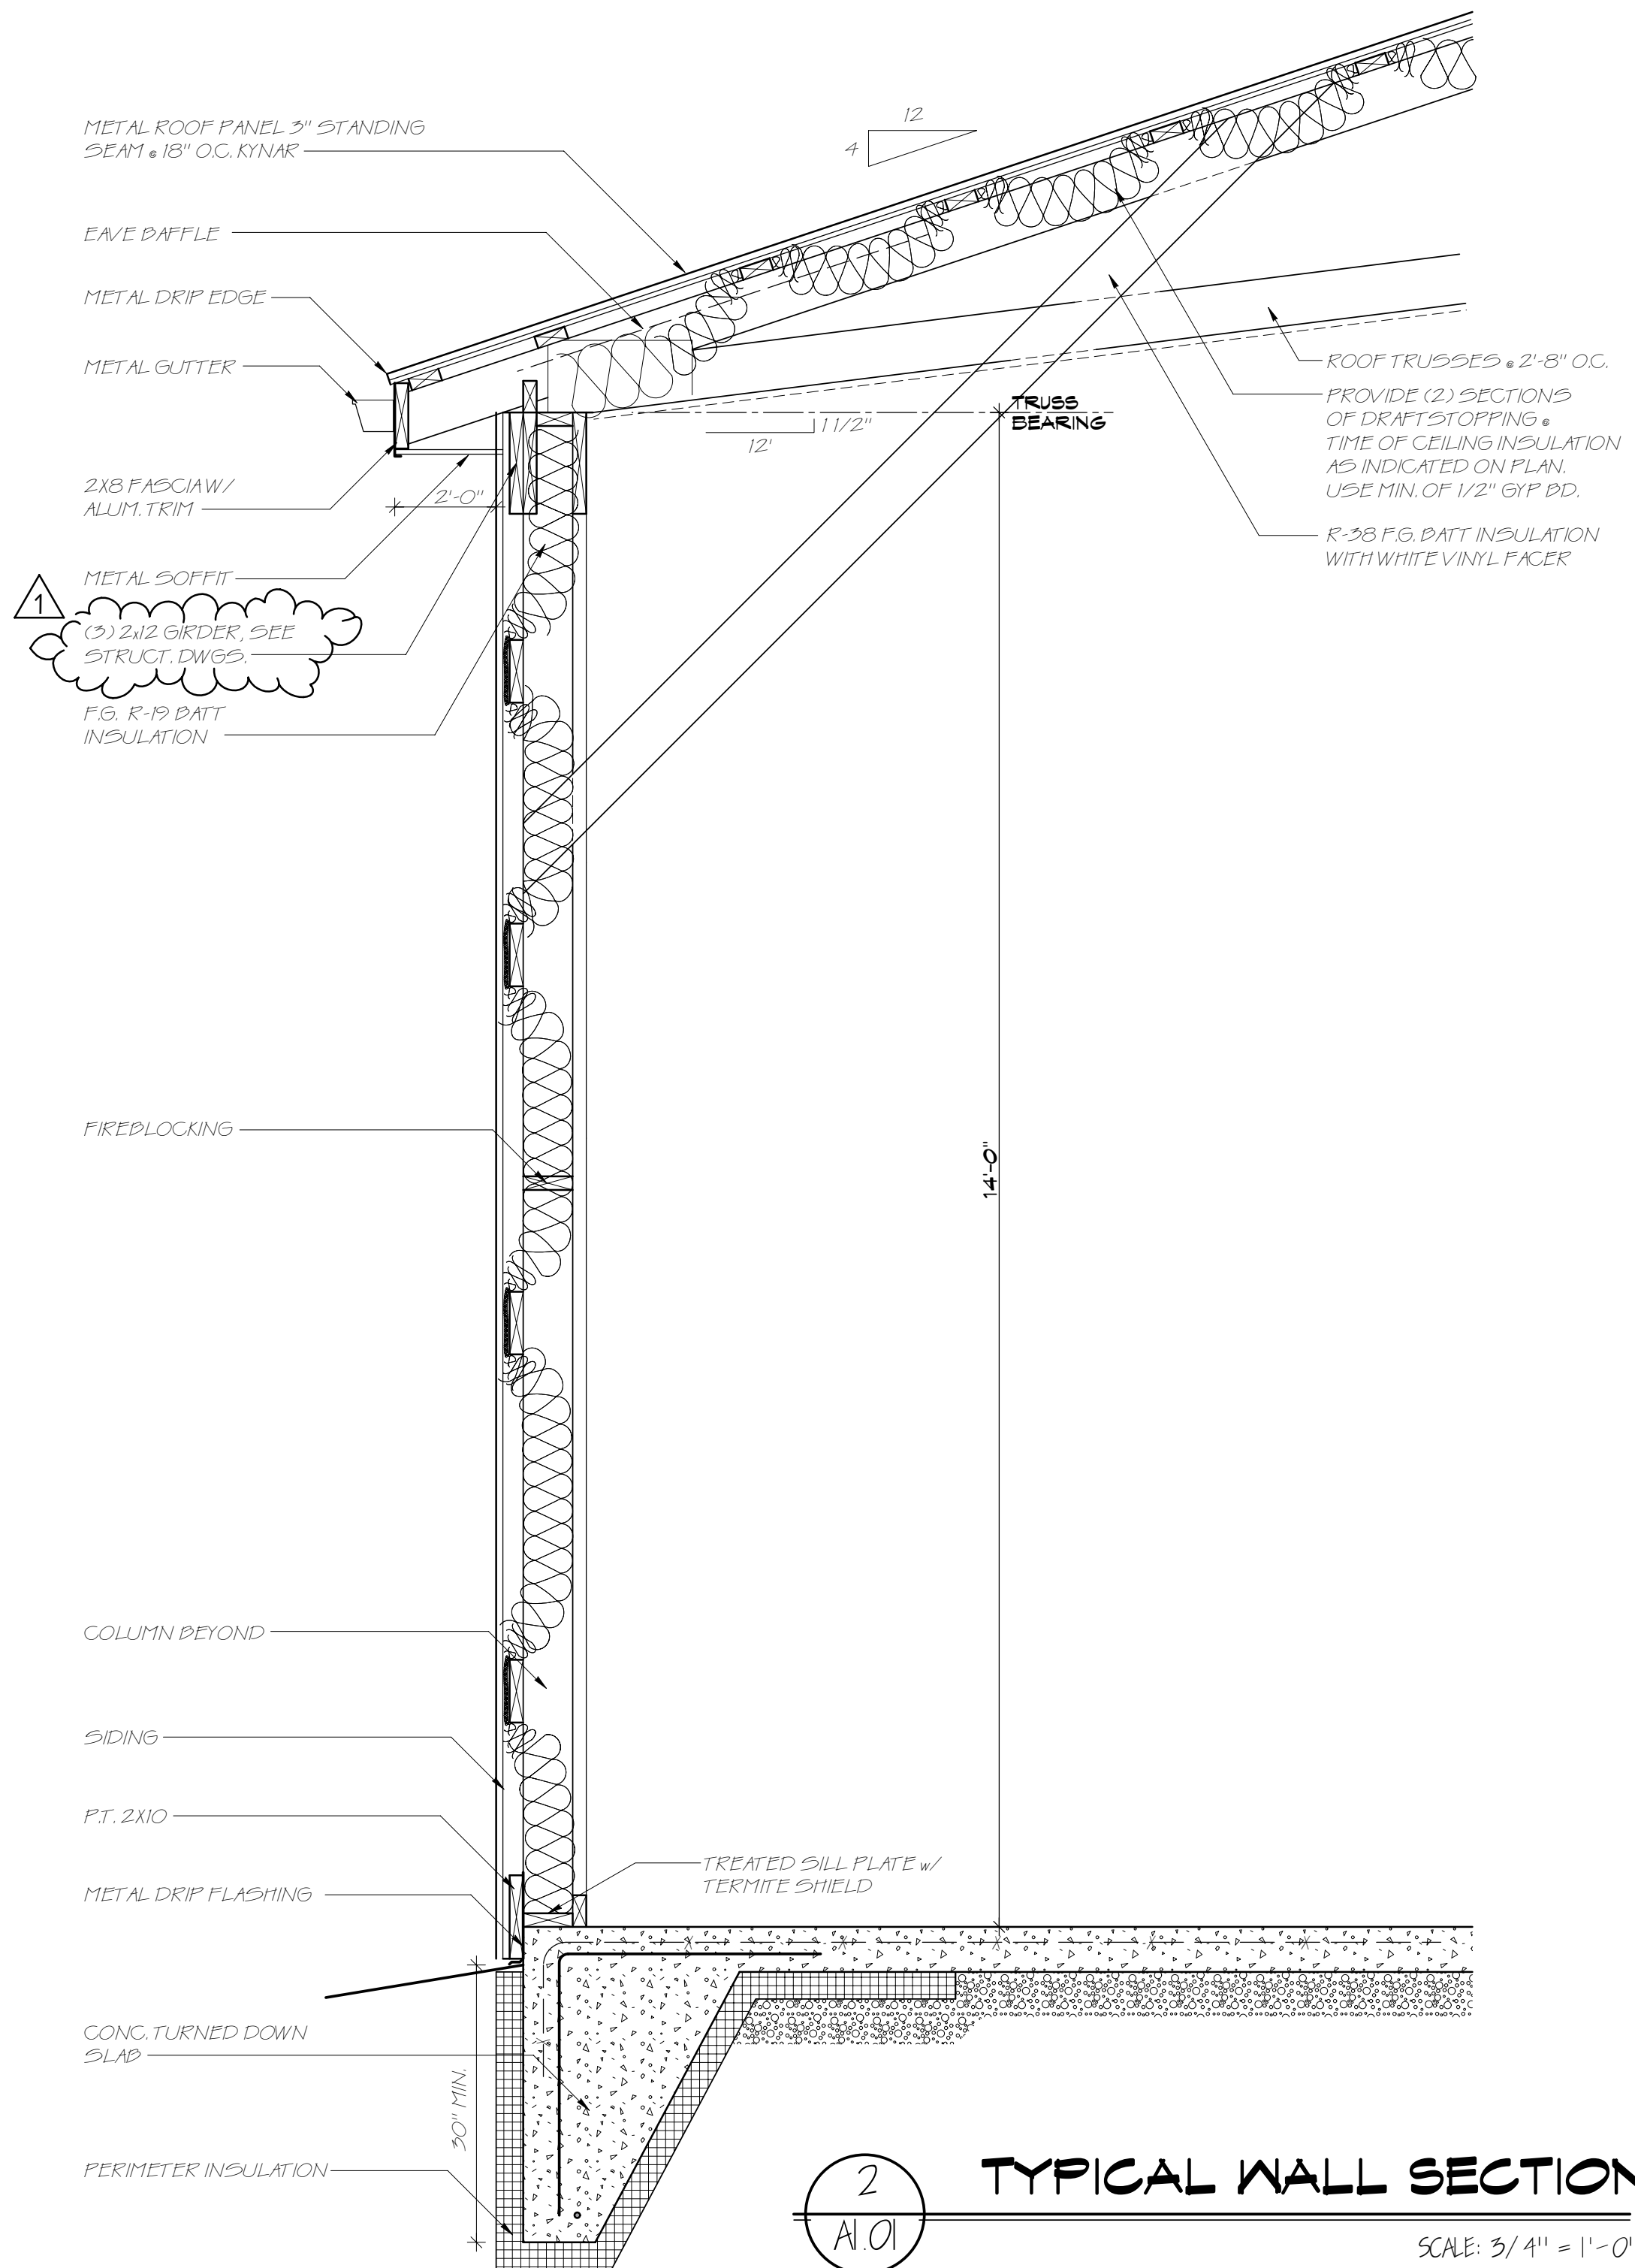 METAL ROOF PANEL 3" STANDING
SEAM @ 18" O.C. KYNAR
12
4
EAVE BAFFLE
METAL DRIP EDGE
METAL GUTTER
2X8 FASCIA W/
ALUM. TRIM
2'-0"
METAL SOFFIT
1
(3) 2x12 GIRDER, SEE
STRUCT. DWGS.
F.G. R-19 BATT
INSULATION
TRUSS
BEARING
1 1/2"
12'
ROOF TRUSSES @ 2'-8" O.C.
PROVIDE (2) SECTIONS
OF DRAFTSTOPPING @
TIME OF CEILING INSULATION
AS INDICATED ON PLAN.
USE MIN. OF 1/2" GYP BD.
R-38 F.G. BATT INSULATION
WITH WHITE VINYL FACER
FIREBLOCKING
14'-0"
COLUMN BEYOND
SIDING
P.T. 2X10
METAL DRIP FLASHING
TREATED SILL PLATE w/
TERMITE SHIELD
CONC. TURNED DOWN
SLAB
30" MIN.
PERIMETER INSULATION
2
A1.01
TYPICAL WALL SECTION
SCALE: 3/4" = 1'-0"